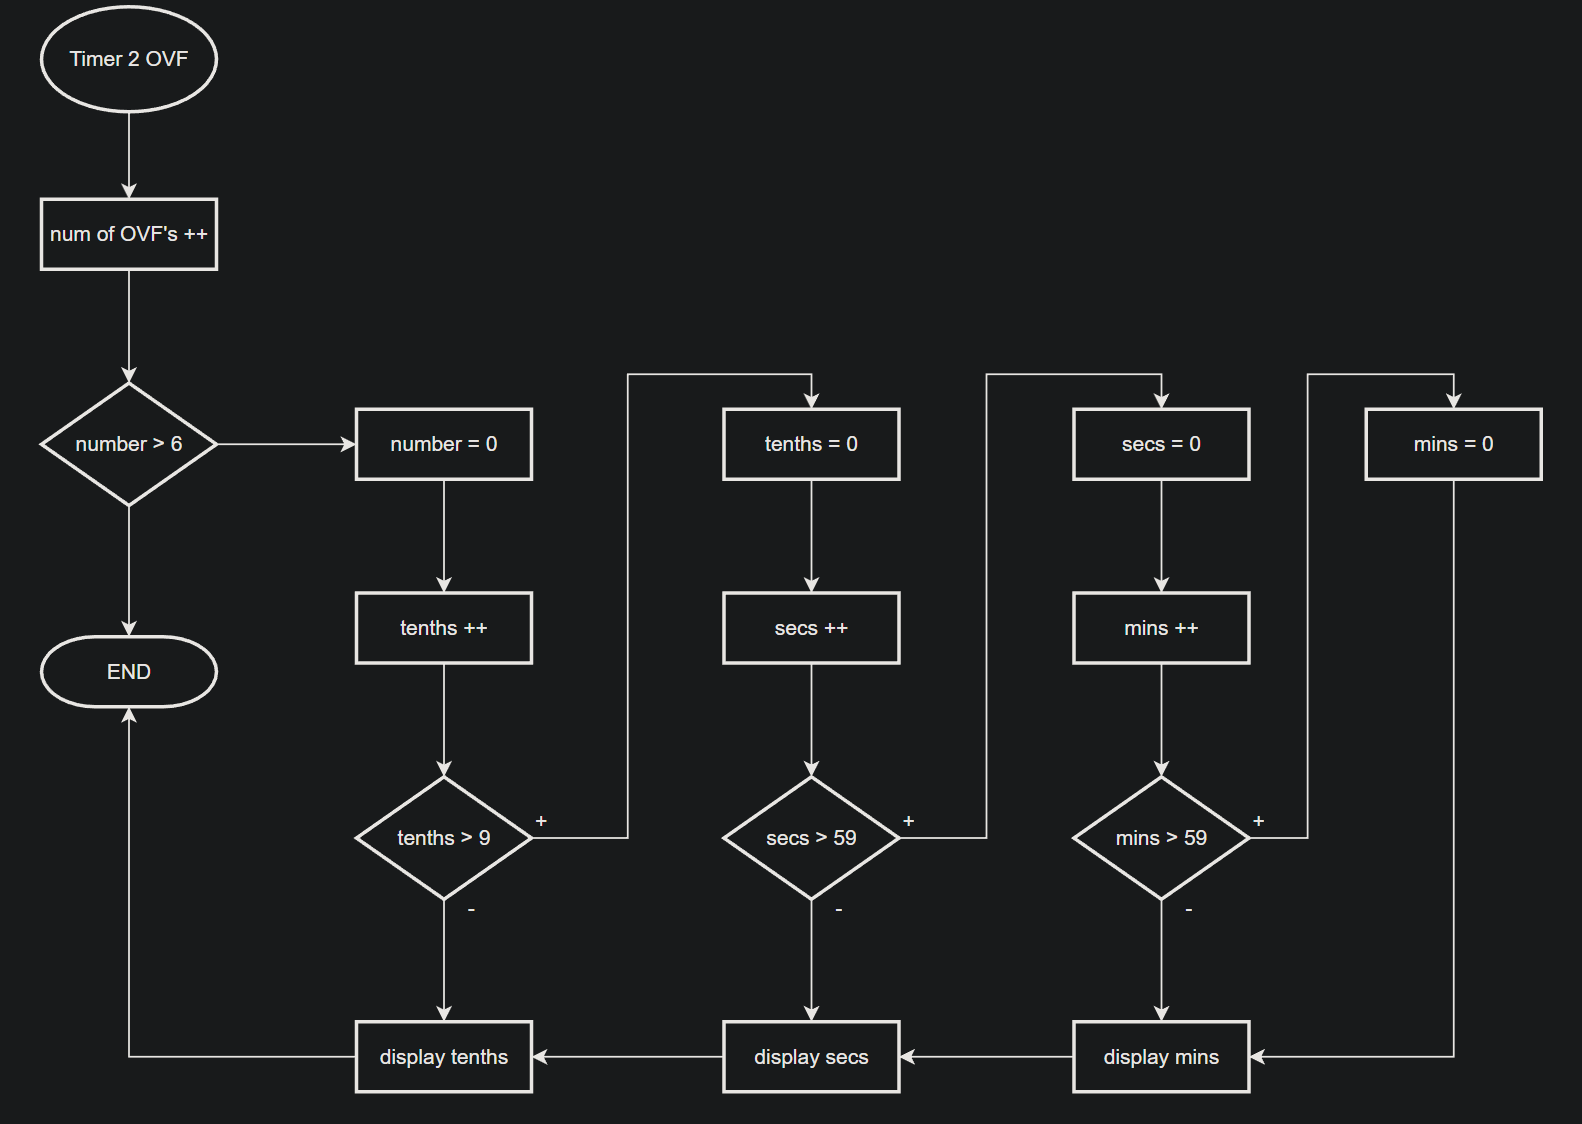 Timer 2 OVF
num of OVF's ++
number > 6
number = 0
tenths = 0
secs = 0
mins = 0
tenths ++
secs ++
mins ++
END
tenths > 9
+
-
secs > 59
+
-
mins > 59
+
-
display tenths
display secs
display mins